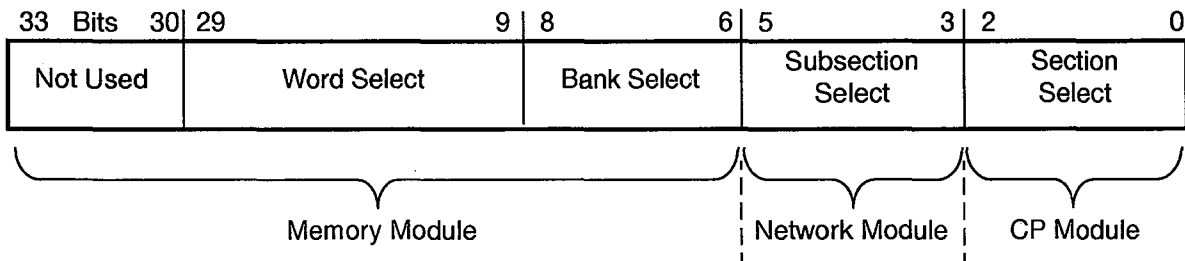 33 Bits 30 29 9 8 6 5 3 2 0
Not Used Word Select Bank Select Subsection Select Section Select
Memory Module Network Module CP Module